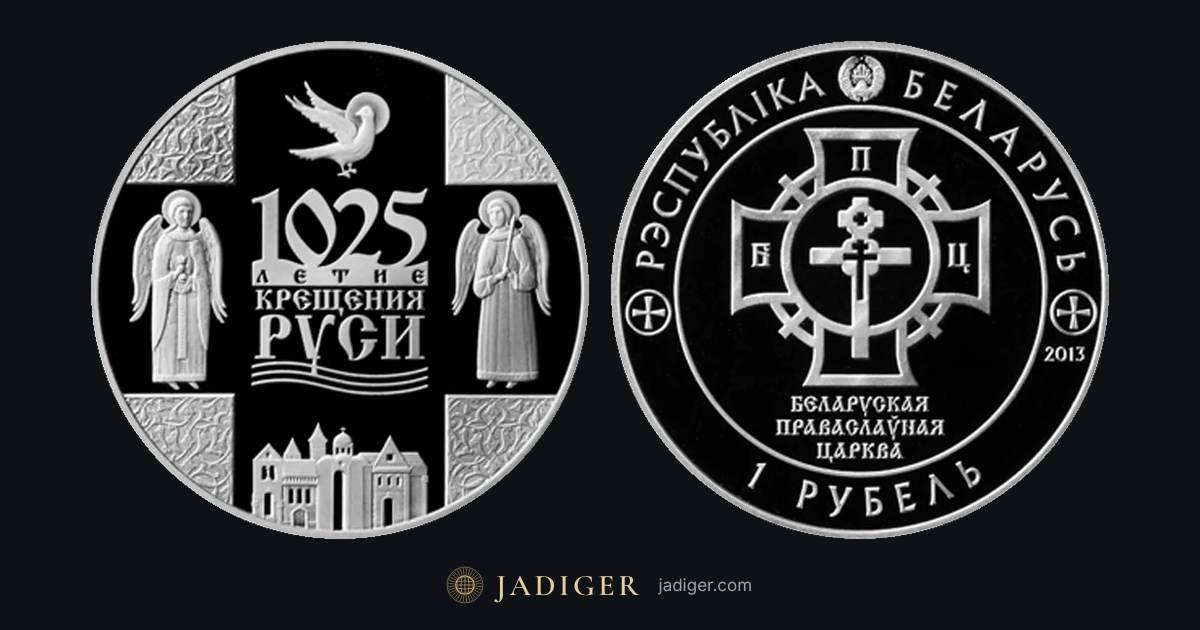 1025
ЛЕТИЕ
КРЕЩЕНИЯ
РУСИ
РЭСПУБЛІКА БЕЛАРУСЬ
П
Б Ц
2013
БЕЛАРУСКАЯ
ПРАВАСЛАЎНАЯ
ЦАРКВА
1 РУБЕЛЬ
JADIGER jadiger.com